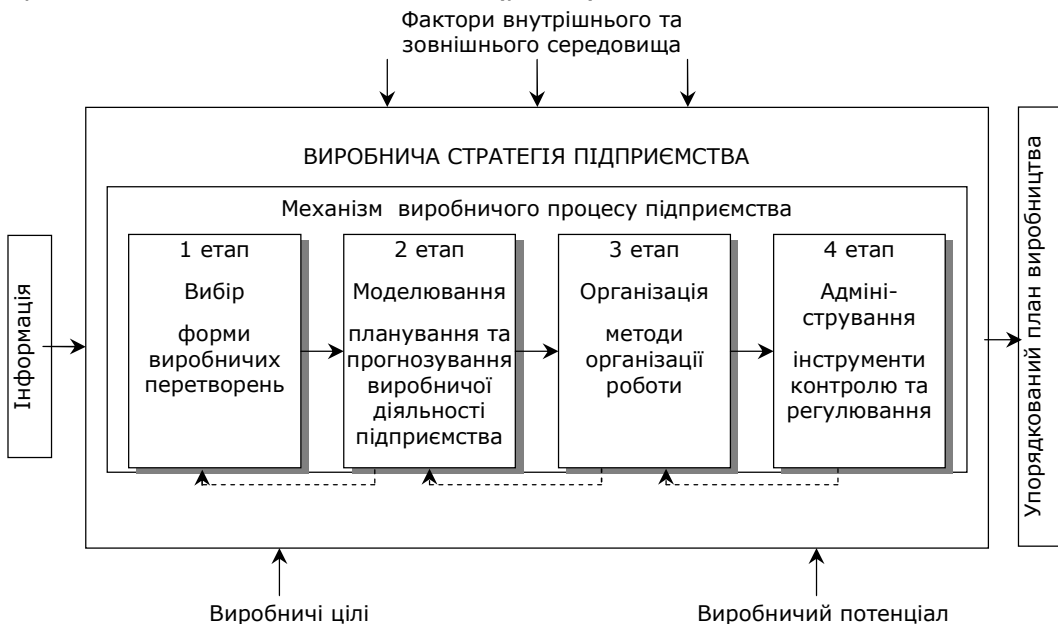 Фактори внутрішнього та
зовнішнього середовища
ВИРОБНИЧА СТРАТЕГІЯ ПІДПРИЄМСТВА
Механізм виробничого процесу підприємства
Інформація
1 етап
Вибір
форми
виробничих
перетворень
2 етап
Моделювання
планування та
прогнозування
виробничої
діяльності
підприємства
3 етап
Організація
методи
організації
роботи
4 етап
Адміні-
стрування
інструменти
контролю та
регулювання
Упорядкований план виробництва
Виробничі цілі
Виробничий потенціал